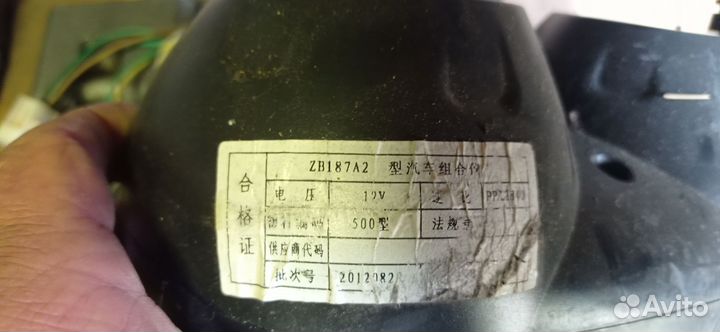 合格证
ZB187A2 型汽车组合仪
电压 12V
500型 法规号
供应商代码
批次号 2012082
Avito